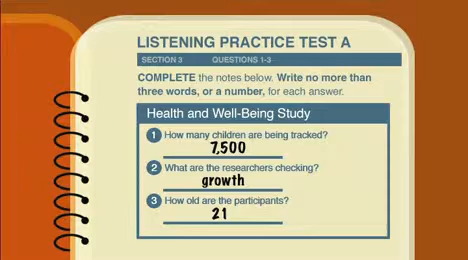 LISTENING PRACTICE TEST A
SECTION 3 QUESTIONS 1-3
COMPLETE the notes below. Write no more than
three words, or a number, for each answer.
Health and Well-Being Study
1 How many children are being tracked?
7,500
2 What are the researchers checking?
growth
3 How old are the participants?
21